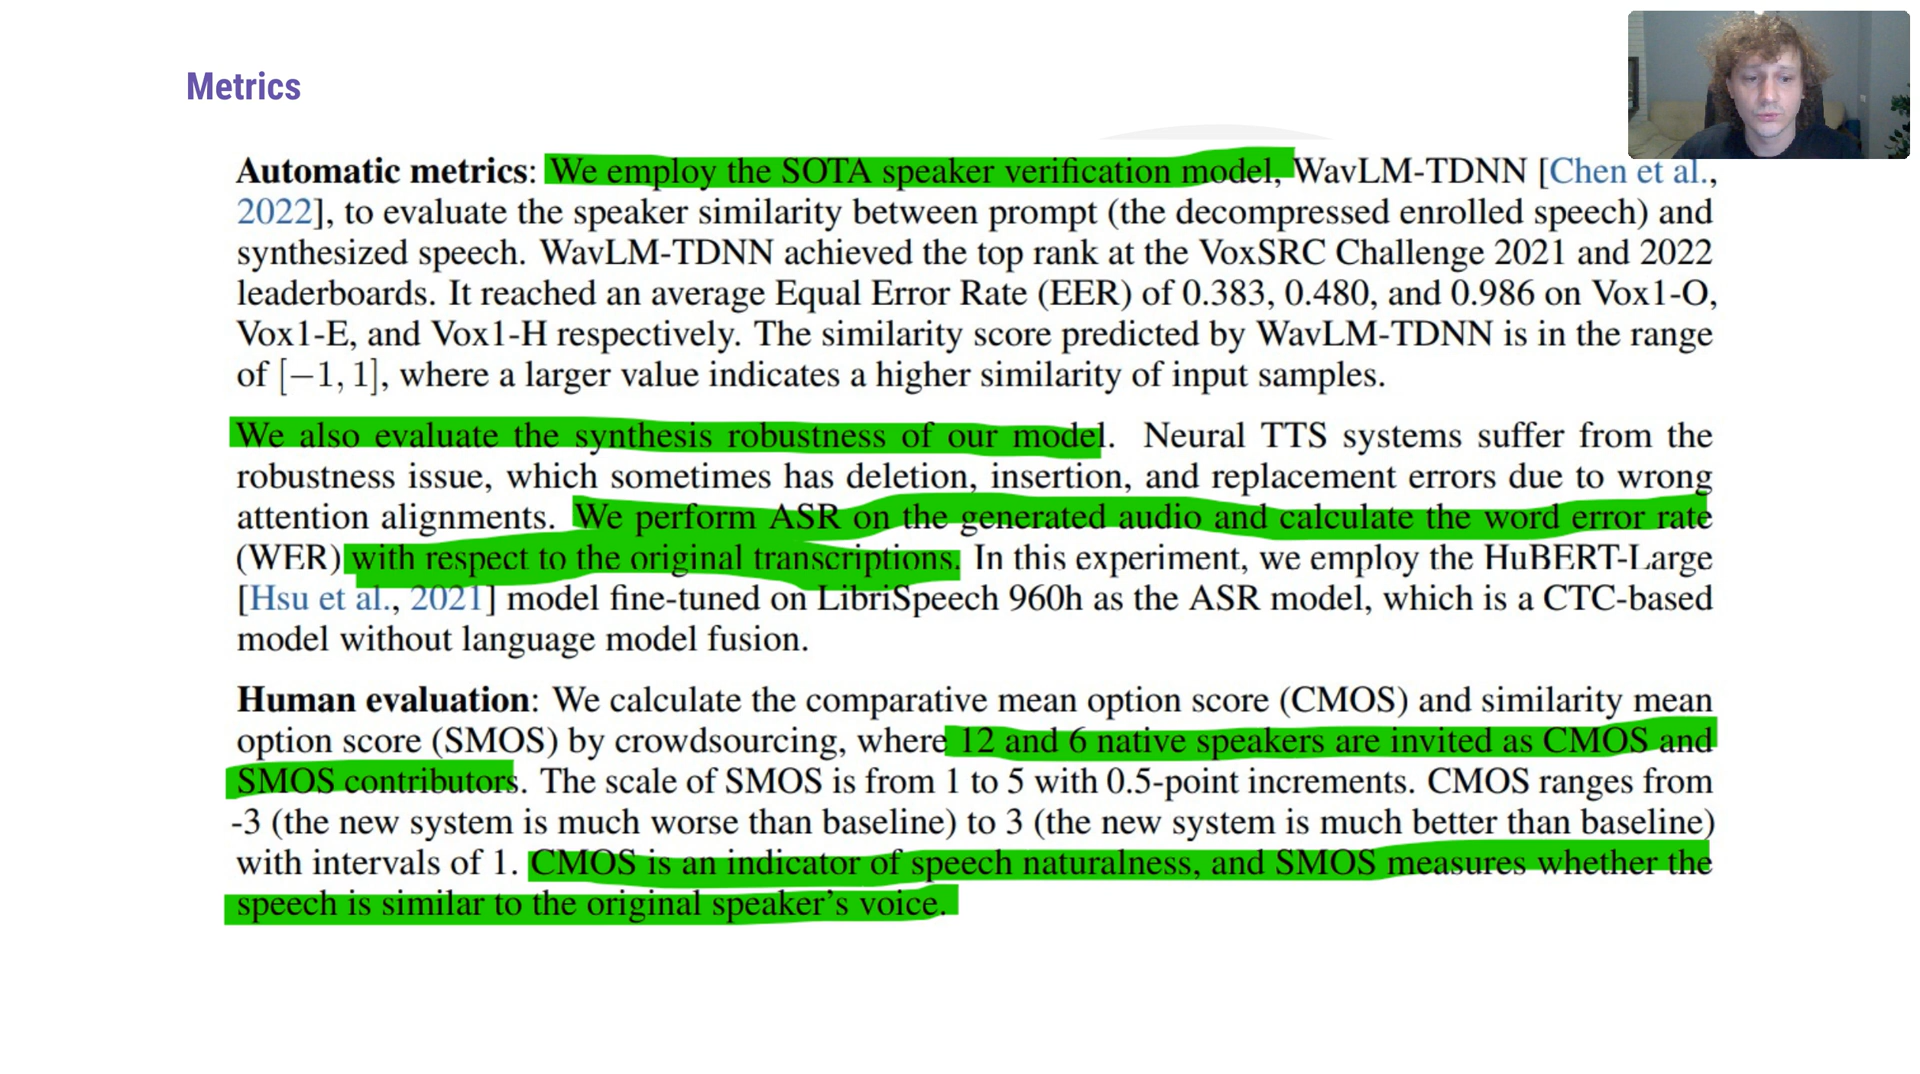 Metrics
Automatic metrics: We employ the SOTA speaker verification model, WavLM-TDNN [Chen et al.,
2022], to evaluate the speaker similarity between prompt (the decompressed enrolled speech) and
synthesized speech. WavLM-TDNN achieved the top rank at the VoxSRC Challenge 2021 and 2022
leaderboards. It reached an average Equal Error Rate (EER) of 0.383, 0.480, and 0.986 on Vox1-O,
Vox1-E, and Vox1-H respectively. The similarity score predicted by WavLM-TDNN is in the range
of [−1, 1], where a larger value indicates a higher similarity of input samples.
We also evaluate the synthesis robustness of our model. Neural TTS systems suffer from the
robustness issue, which sometimes has deletion, insertion, and replacement errors due to wrong
attention alignments. We perform ASR on the generated audio and calculate the word error rate
(WER) with respect to the original transcriptions. In this experiment, we employ the HuBERT-Large
[Hsu et al., 2021] model fine-tuned on LibriSpeech 960h as the ASR model, which is a CTC-based
model without language model fusion.
Human evaluation: We calculate the comparative mean option score (CMOS) and similarity mean
option score (SMOS) by crowdsourcing, where 12 and 6 native speakers are invited as CMOS and
SMOS contributors. The scale of SMOS is from 1 to 5 with 0.5-point increments. CMOS ranges from
-3 (the new system is much worse than baseline) to 3 (the new system is much better than baseline)
with intervals of 1. CMOS is an indicator of speech naturalness, and SMOS measures whether the
speech is similar to the original speaker's voice.